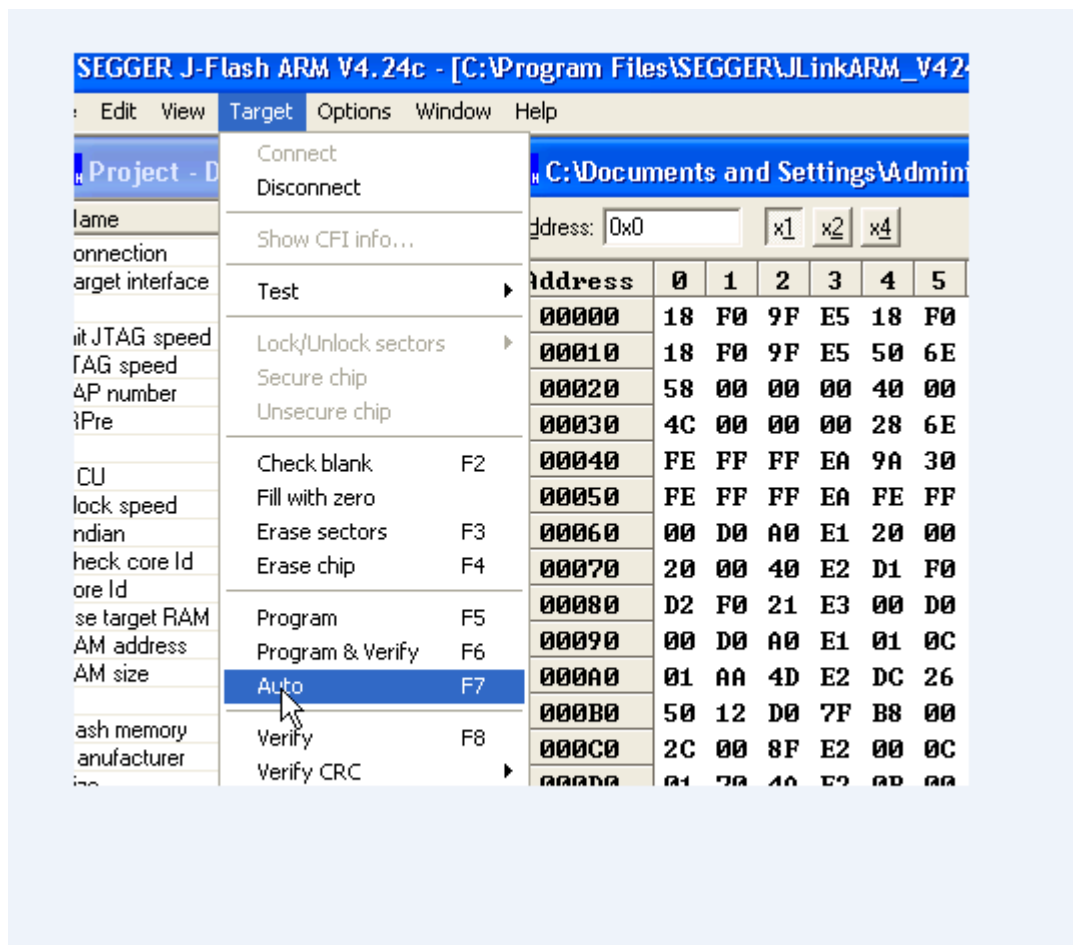 SEGGER J-Flash ARM V4.24c - [C:\Program Files\SEGGER\JLinkARM_V42
Edit View Target Options Window Help
Project - D
C:\Documents and Settings\Admini
Connect
Disconnect
Show CFI info...
Test
Lock/Unlock sectors
Secure chip
Unsecure chip
Check blank F2
Fill with zero
Erase sectors F3
Erase chip F4
Program F5
Program & Verify F6
Auto F7
Verify F8
Verify CRC
lame
onnection
arget interface
nit JTAG speed
TAG speed
AP number
RPre
CU
lock speed
ndian
heck core Id
ore Id
se target RAM
AM address
AM size
ash memory
anufacturer
ddress: 0x0 x1 x2 x4
Address 0 1 2 3 4 5
00000 18 F0 9F E5 18 F0
00010 18 F0 9F E5 50 6E
00020 58 00 00 00 40 00
00030 4C 00 00 00 28 6E
00040 FE FF FF EA 9A 30
00050 FE FF FF EA FE FF
00060 00 D0 A0 E1 20 00
00070 20 00 40 E2 D1 F0
00080 D2 F0 21 E3 00 D0
00090 00 D0 A0 E1 01 0C
000A0 01 AA 4D E2 DC 26
000B0 50 12 D0 7F B8 00
000C0 2C 00 8F E2 00 0C